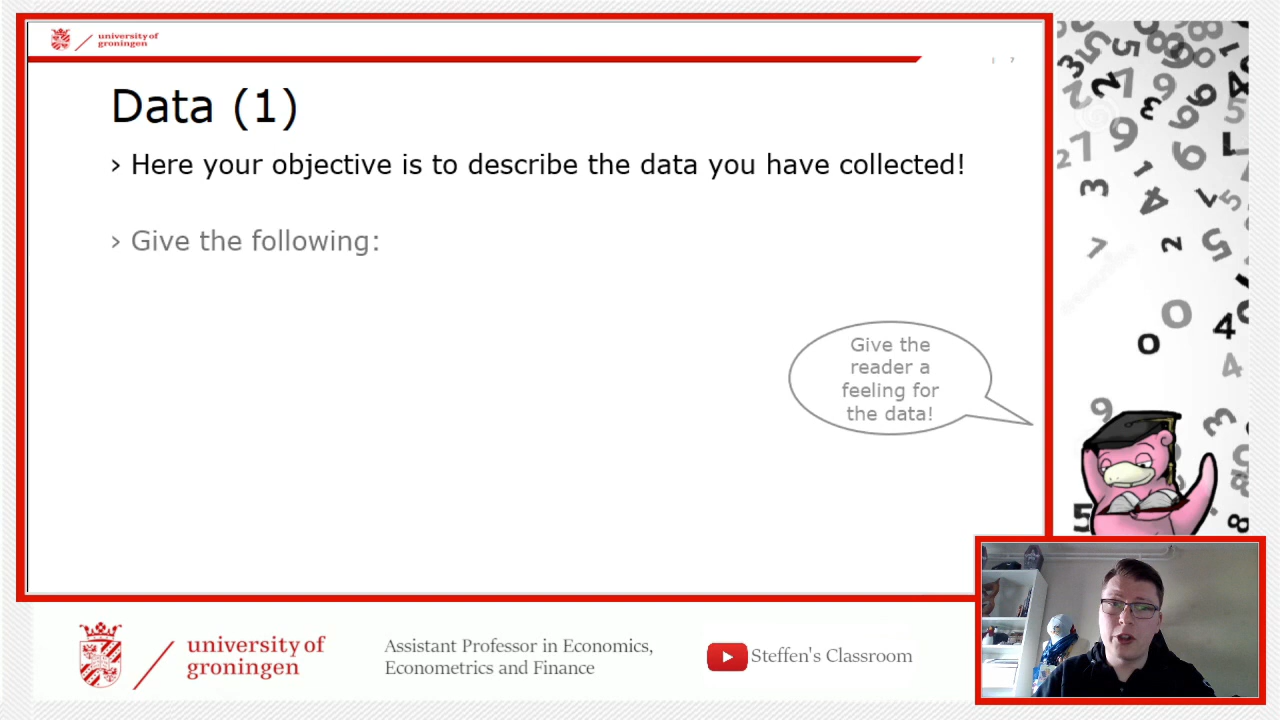 university of
groningen
Data (1)
› Here your objective is to describe the data you have collected!
› Give the following:
Give the
reader a
feeling for
the data!
university of
groningen
Assistant Professor in Economics,
Econometrics and Finance
Steffen's Classroom